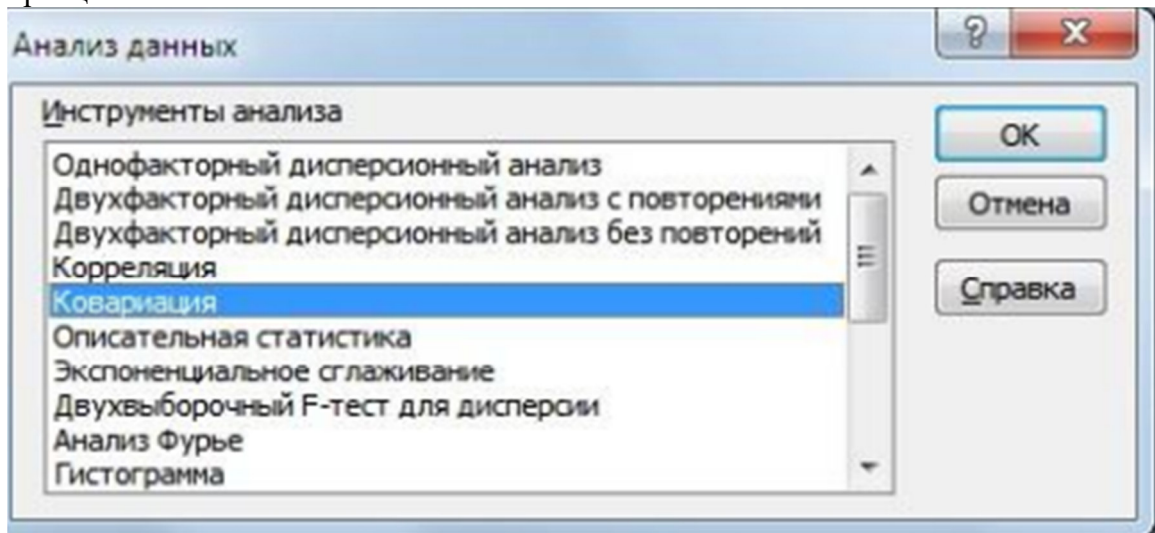 Анализ данных
Инструменты анализа
Однофакторный дисперсионный анализ
Двухфакторный дисперсионный анализ с повторениями
Двухфакторный дисперсионный анализ без повторений
Корреляция
Ковариация
Описательная статистика
Экспоненциальное сглаживание
Двухвыборочный F-тест для дисперсии
Анализ Фурье
Гистограмма
ОК
Отмена
Справка